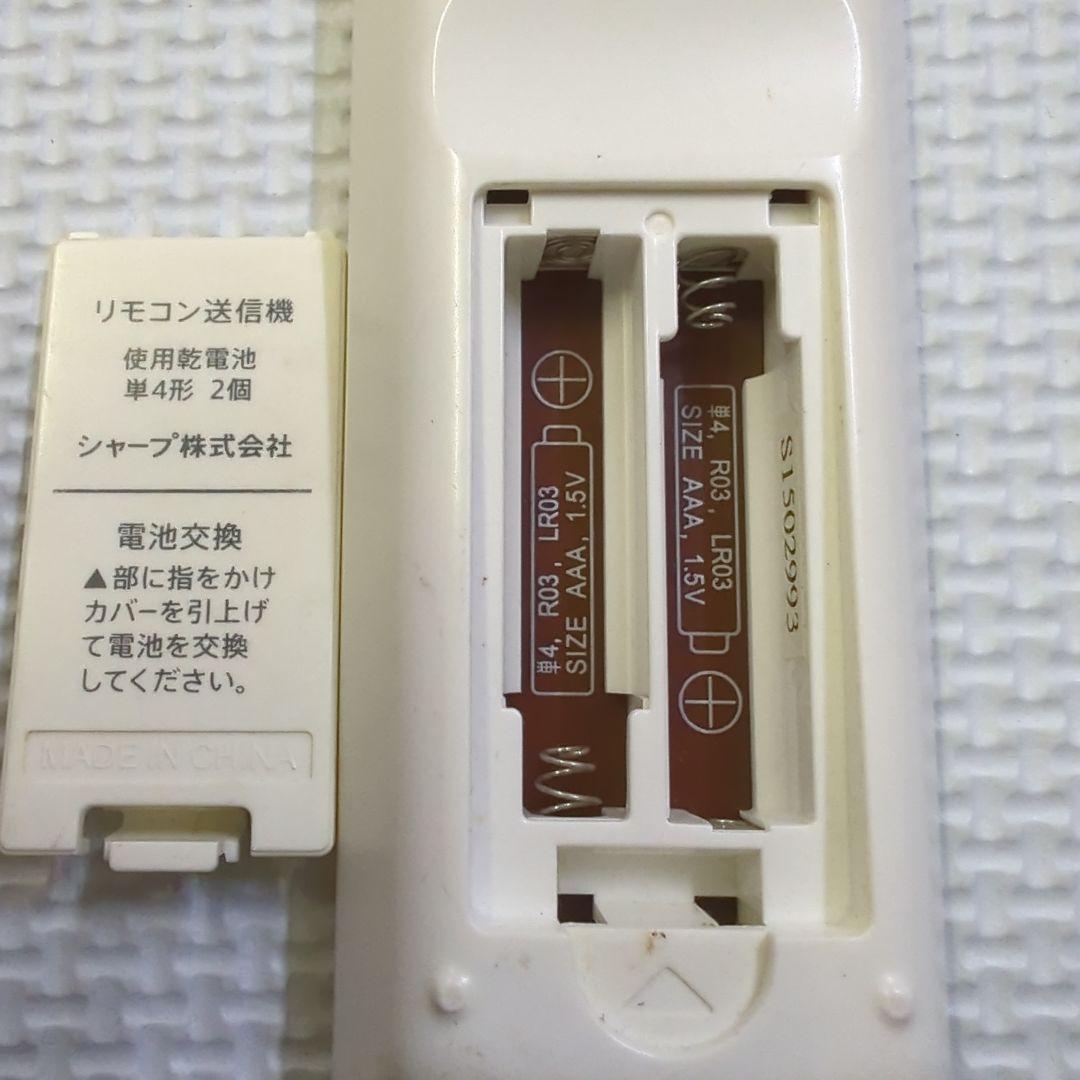 リモコン送信機
使用乾電池
単4形 2個
シャープ株式会社
電池交換
▲部に指をかけ
カバーを引上げ
て電池を交換
してください。
MADE IN CHINA
単4, R03, LR03
SIZE AAA, 1.5V
単4, R03, LR03
SIZE AAA, 1.5V
S1502993